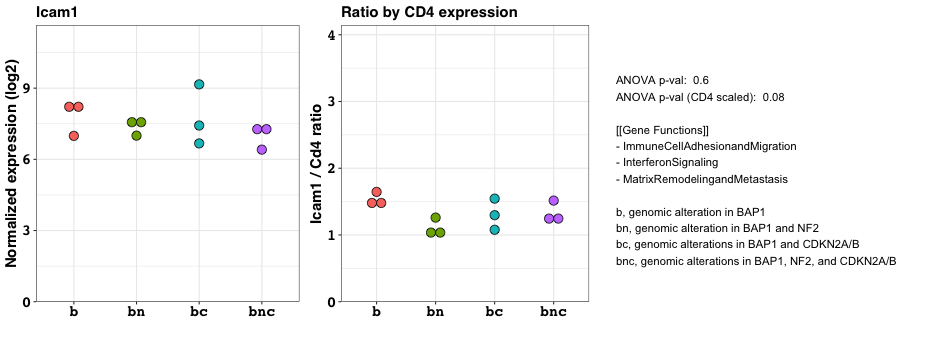 Icam1
Normalized expression (log2)
9
6
3
0
b bn bc bnc
Ratio by CD4 expression
Icam1 / Cd4 ratio
4
3
2
1
0
b bn bc bnc
ANOVA p-val: 0.6
ANOVA p-val (CD4 scaled): 0.08
[[Gene Functions]]
- ImmuneCellAdhesionandMigration
- InterferonSignaling
- MatrixRemodelingandMetastasis
b, genomic alteration in BAP1
bn, genomic alteration in BAP1 and NF2
bc, genomic alterations in BAP1 and CDKN2A/B
bnc, genomic alterations in BAP1, NF2, and CDKN2A/B